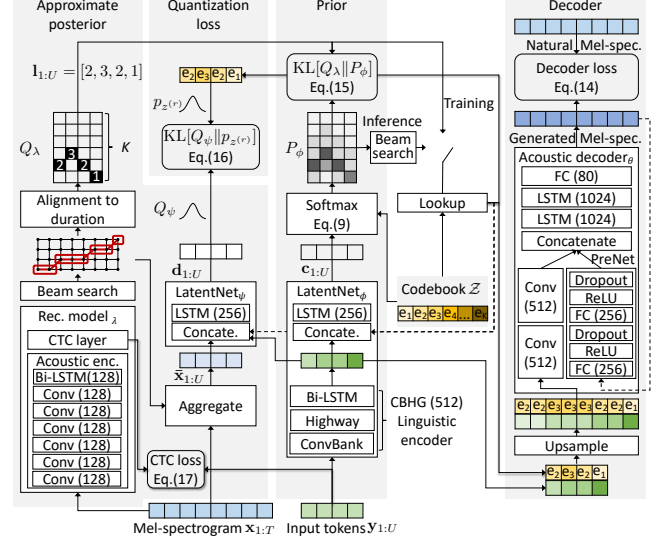 Approximate
posterior
Quantization
loss
Prior
Decoder
l₁:U = [2, 3, 2, 1]
e₂ e₃ e₂ e₁
KL[Qλ‖Pϕ]
Eq.(15)
Natural Mel-spec.
Decoder loss
Eq.(14)
p_z(r)
KL[Qψ‖p_z(r)]
Eq.(16)
Qλ
3
2 2
1
K
Pϕ
Inference
Beam
search
Training
Generated Mel-spec.
Acoustic decoderθ
FC (80)
LSTM (1024)
LSTM (1024)
Concatenate
Alignment to
duration
Qψ
Softmax
Eq.(9)
Lookup
d₁:U
c₁:U
PreNet
Conv
(512)
Conv
(512)
Dropout
ReLU
FC (256)
Dropout
ReLU
FC (256)
Beam search
LatentNetψ
LSTM (256)
Concate.
LatentNetϕ
LSTM (256)
Concate.
Codebook 𝒵
e₁ e₂ e₃ e₄... eK
Rec. model λ
CTC layer
Acoustic enc.
Bi-LSTM(128)
Conv (128)
Conv (128)
Conv (128)
Conv (128)
Conv (128)
Conv (128)
x̄₁:U
Aggregate
Bi-LSTM
Highway
ConvBank
CBHG (512)
Linguistic
encoder
e₂ e₂ e₃ e₃ e₃ e₂ e₂ e₁
Upsample
e₂ e₃ e₂ e₁
CTC loss
Eq.(17)
Mel-spectrogram x₁:T
Input tokens y₁:U